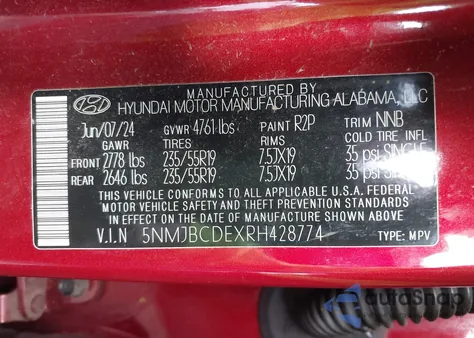 MANUFACTURED BY
HYUNDAI MOTOR MANUFACTURING ALABAMA, LLC
Jun/07/24 GVWR 4761 lbs PAINT R2P TRIM NNB
GAWR TIRES RIMS COLD TIRE INFL
FRONT 2778 lbs 235/55R19 7.5JX19 35 psi SINGLE
REAR 2646 lbs 235/55R19 7.5JX19 35 psi SINGLE
THIS VEHICLE CONFORMS TO ALL APPLICABLE U.S.A. FEDERAL
MOTOR VEHICLE SAFETY AND THEFT PREVENTION STANDARDS
IN EFFECT ON THE DATE OF MANUFACTURE SHOWN ABOVE
V.I.N 5NMJBCDEXRH428774 TYPE: MPV
autoSnap